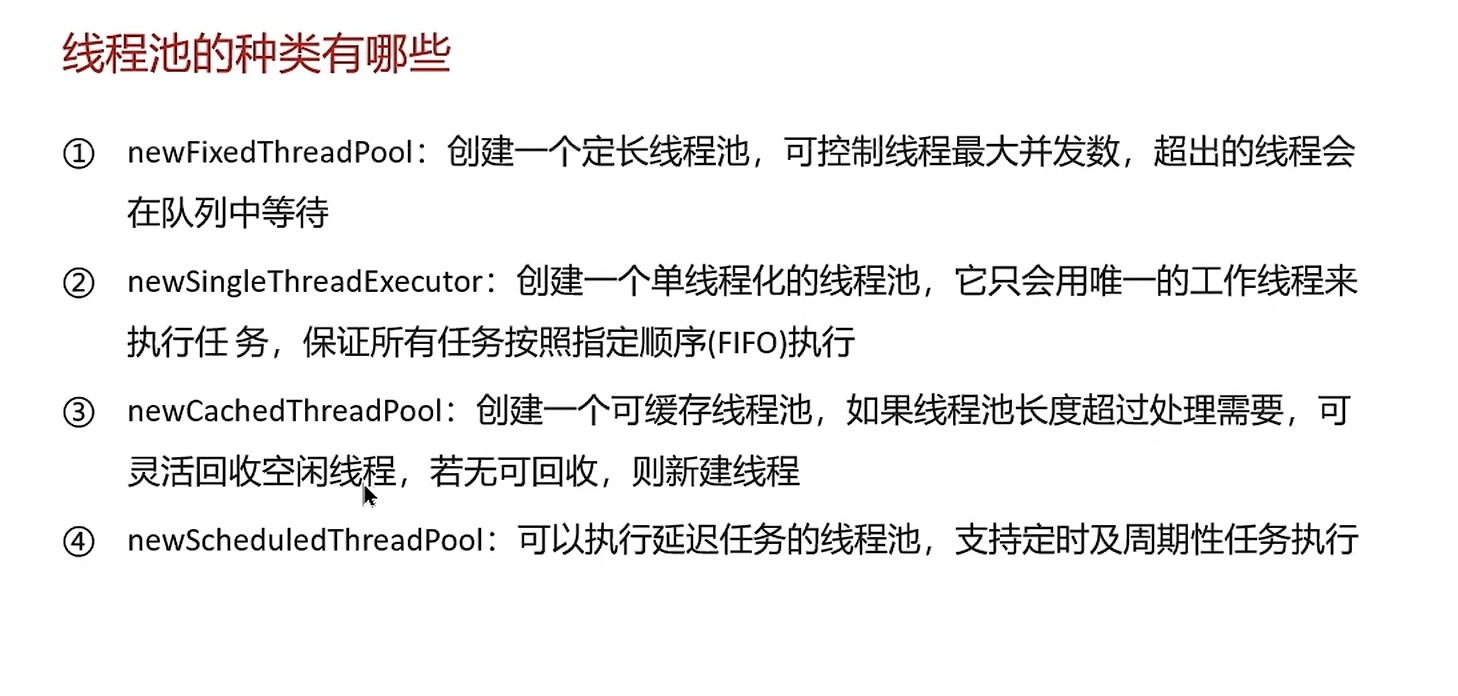 线程池的种类有哪些
① newFixedThreadPool：创建一个定长线程池，可控制线程最大并发数，超出的线程会
在队列中等待
② newSingleThreadExecutor：创建一个单线程化的线程池，它只会用唯一的工作线程来
执行任 务，保证所有任务按照指定顺序(FIFO)执行
③ newCachedThreadPool：创建一个可缓存线程池，如果线程池长度超过处理需要，可
灵活回收空闲线程，若无可回收，则新建线程
④ newScheduledThreadPool：可以执行延迟任务的线程池，支持定时及周期性任务执行